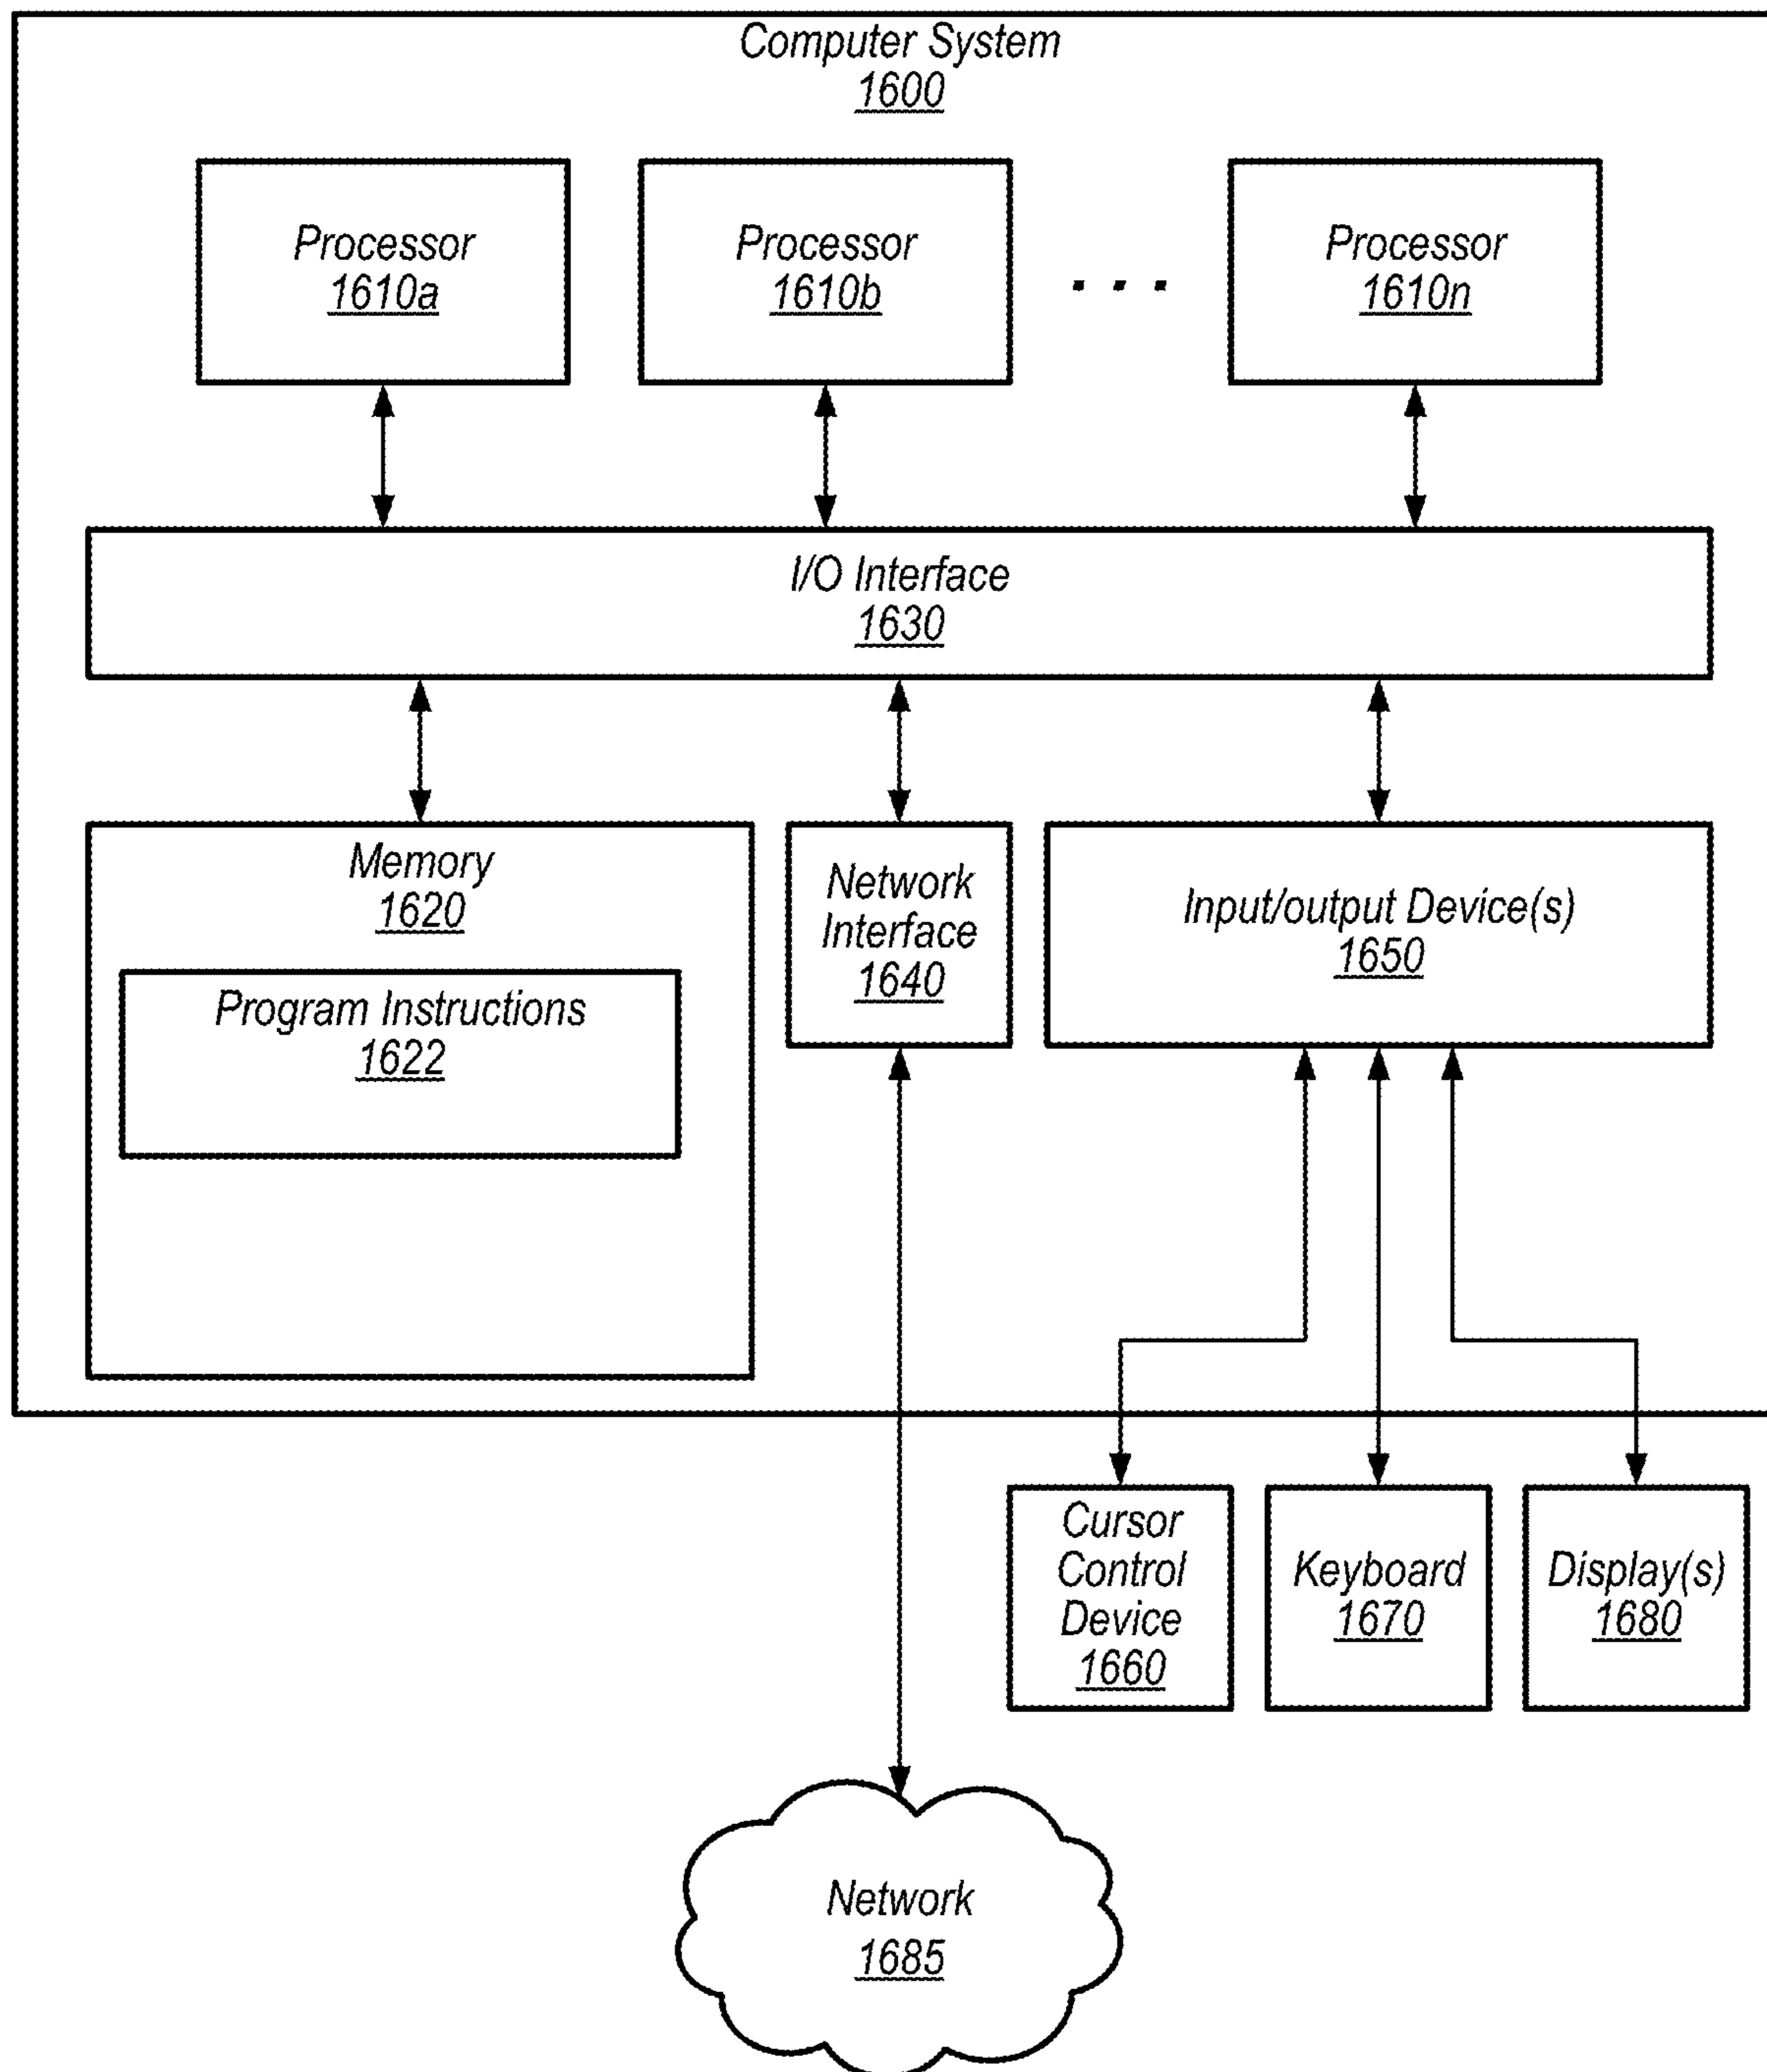 Computer System
1600
Processor
1610a
Processor
1610b
. . .
Processor
1610n
I/O Interface
1630
Memory
1620
Program Instructions
1622
Network
Interface
1640
Input/output Device(s)
1650
Cursor
Control
Device
1660
Keyboard
1670
Display(s)
1680
Network
1685